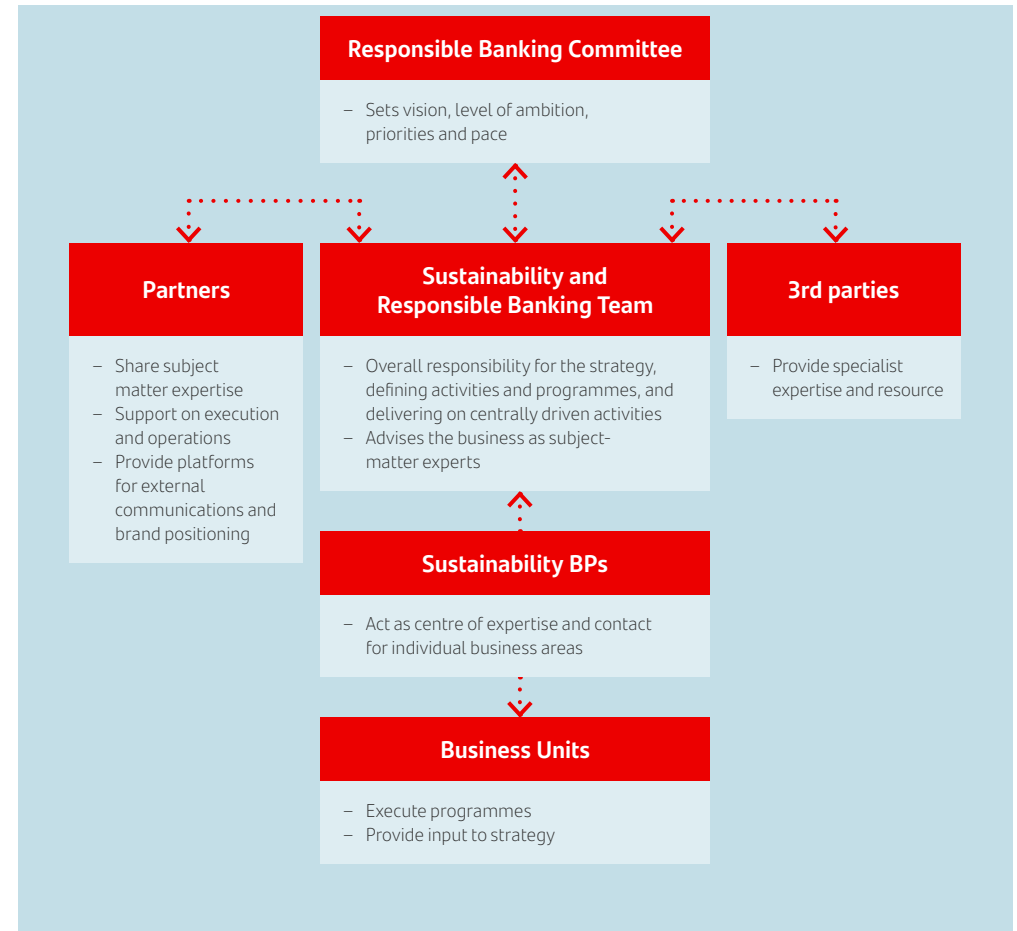 Responsible Banking Committee
– Sets vision, level of ambition,
priorities and pace
Partners
– Share subject
matter expertise
– Support on execution
and operations
– Provide platforms
for external
communications and
brand positioning
Sustainability and
Responsible Banking Team
– Overall responsibility for the strategy,
defining activities and programmes, and
delivering on centrally driven activities
– Advises the business as subject-
matter experts
3rd parties
– Provide specialist
expertise and resource
Sustainability BPs
– Act as centre of expertise and contact
for individual business areas
Business Units
– Execute programmes
– Provide input to strategy